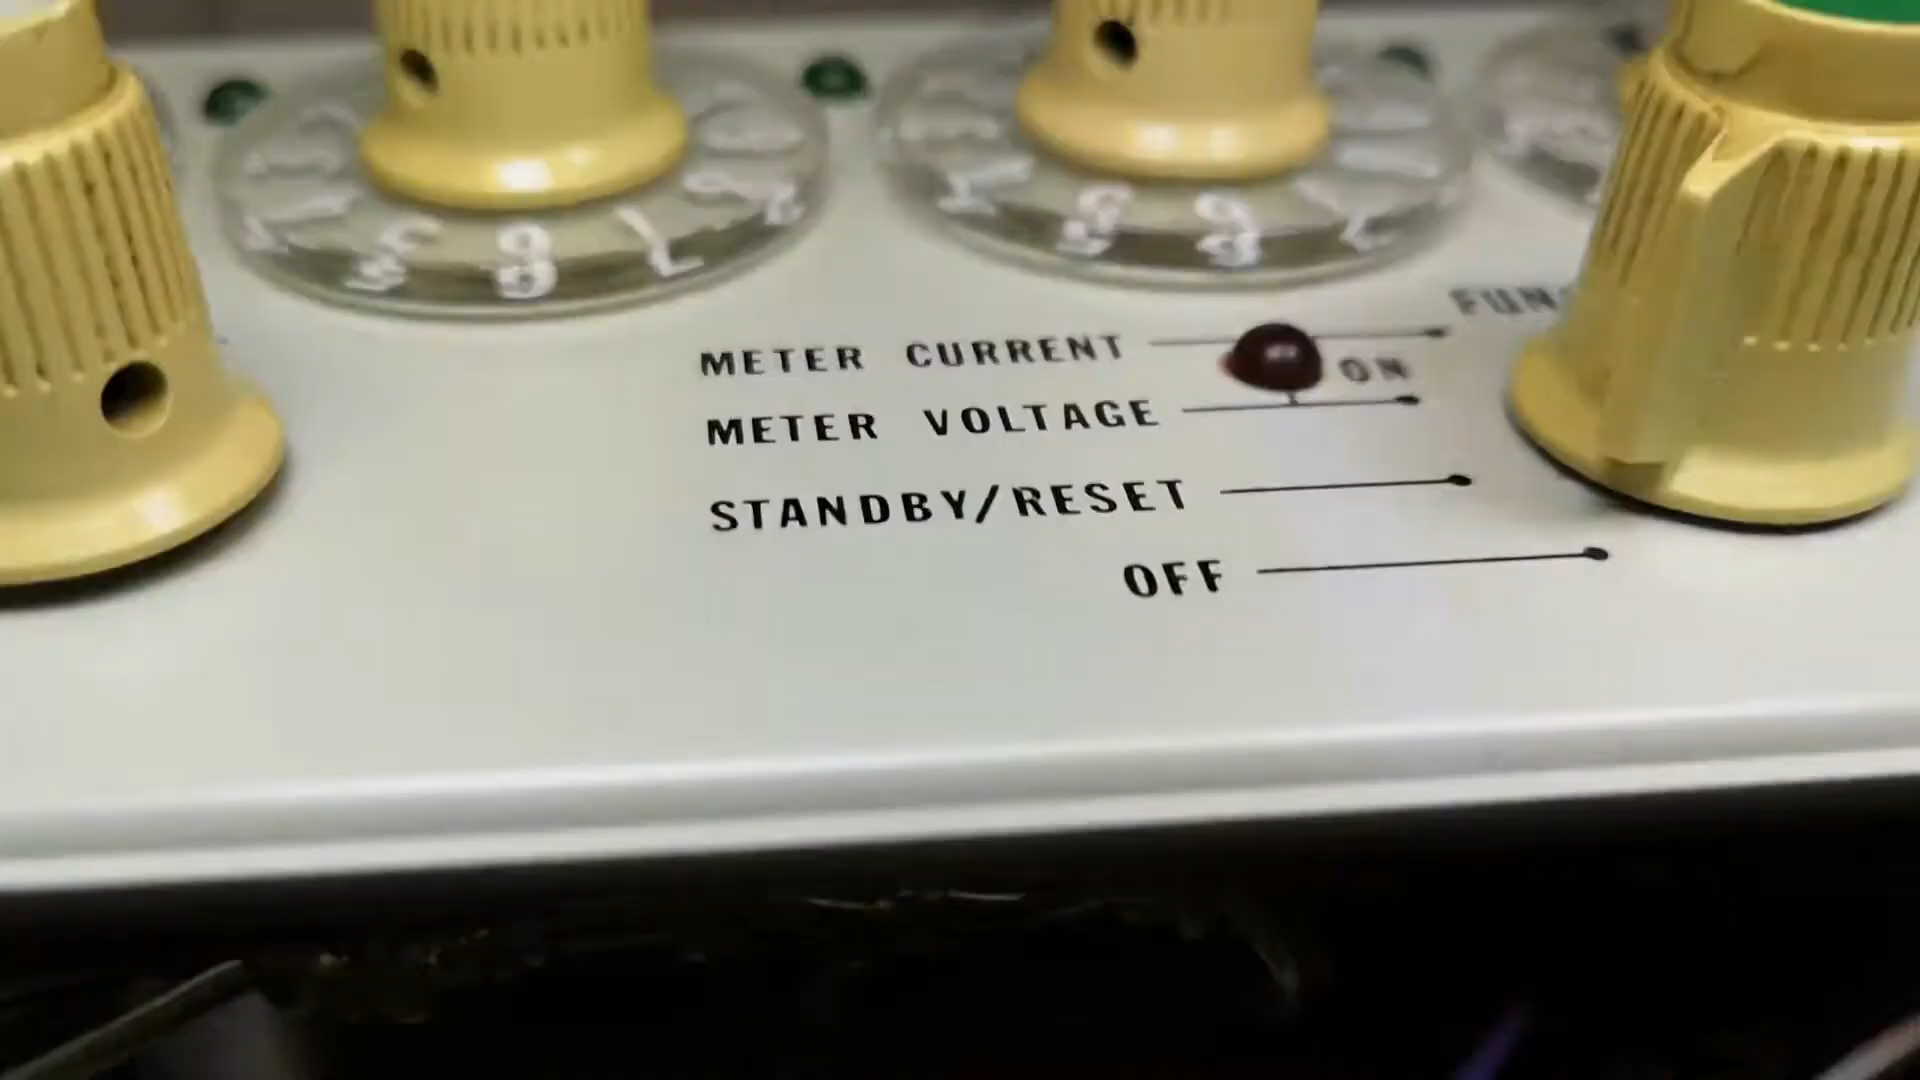 METER CURRENT
ON
METER VOLTAGE
STANDBY/RESET
OFF